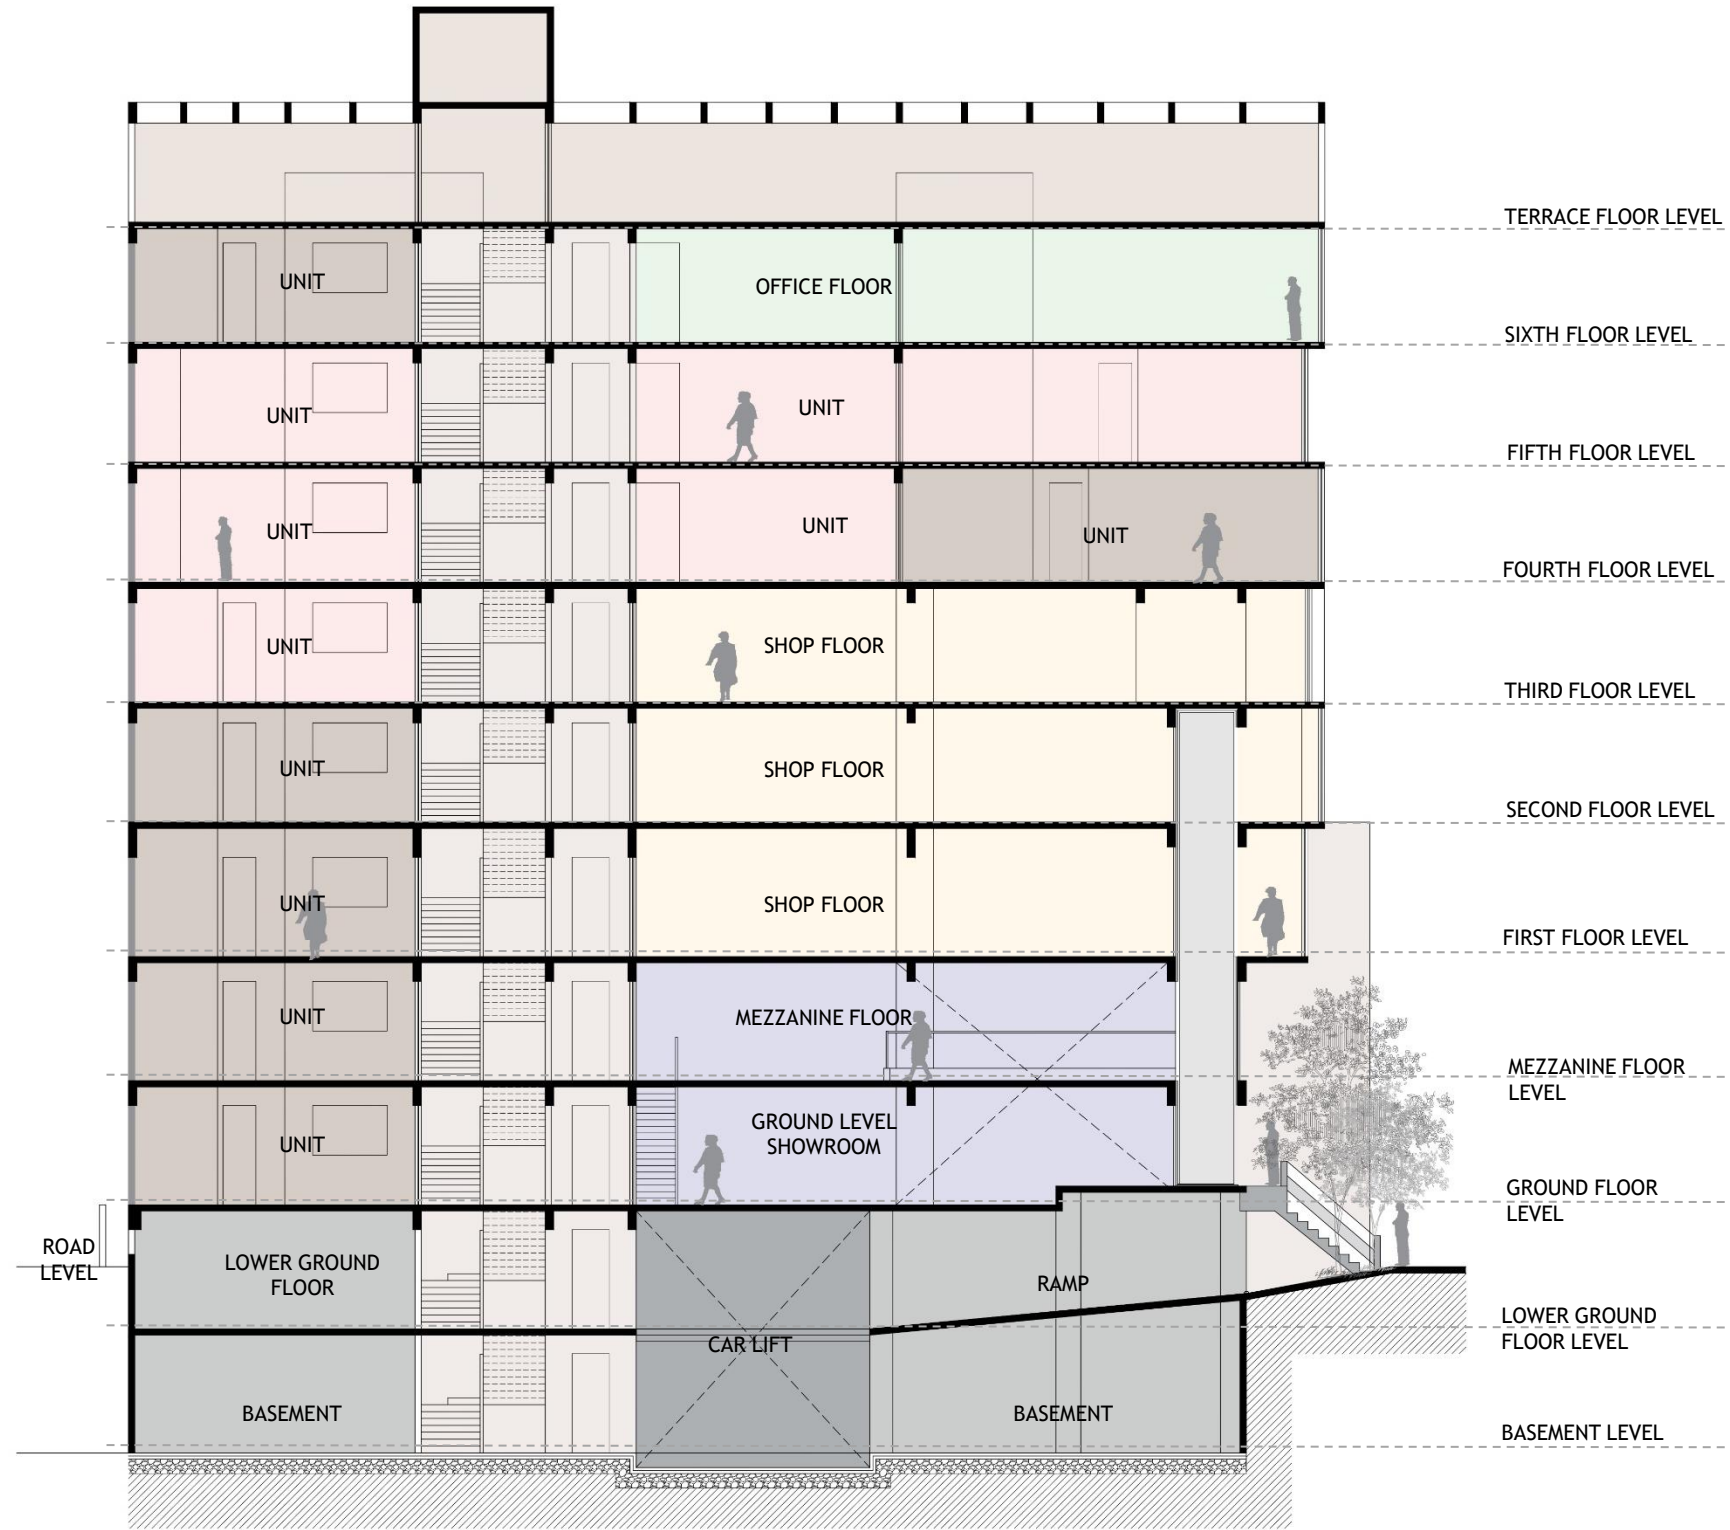 TERRACE FLOOR LEVEL
UNIT
OFFICE FLOOR
SIXTH FLOOR LEVEL
UNIT
UNIT
FIFTH FLOOR LEVEL
UNIT
UNIT
UNIT
FOURTH FLOOR LEVEL
UNIT
SHOP FLOOR
THIRD FLOOR LEVEL
UNIT
SHOP FLOOR
SECOND FLOOR LEVEL
UNIT
SHOP FLOOR
FIRST FLOOR LEVEL
UNIT
MEZZANINE FLOOR
MEZZANINE FLOOR
LEVEL
UNIT
GROUND LEVEL
SHOWROOM
GROUND FLOOR
LEVEL
ROAD
LEVEL
LOWER GROUND
FLOOR
RAMP
LOWER GROUND
FLOOR LEVEL
CAR LIFT
BASEMENT
BASEMENT
BASEMENT LEVEL